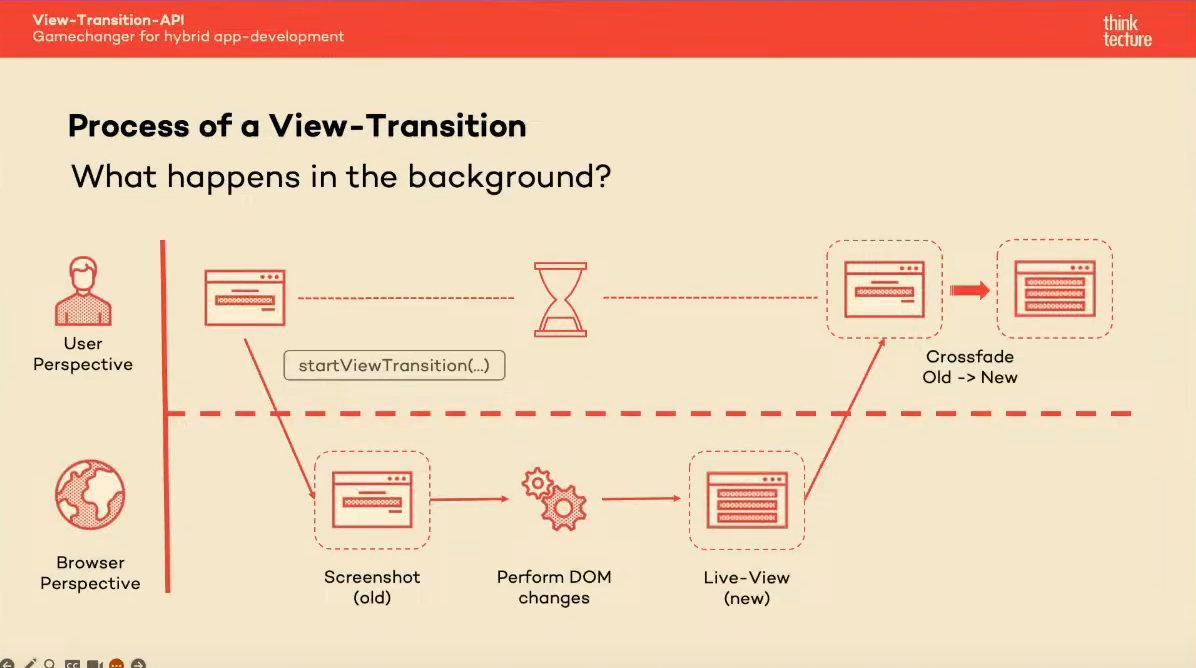 View-Transition-API
Gamechanger for hybrid app-development
think
tecture
Process of a View-Transition
What happens in the background?
User
Perspective
startViewTransition(...)
Crossfade
Old -> New
Browser
Perspective
Screenshot
(old)
Perform DOM
changes
Live-View
(new)
CC